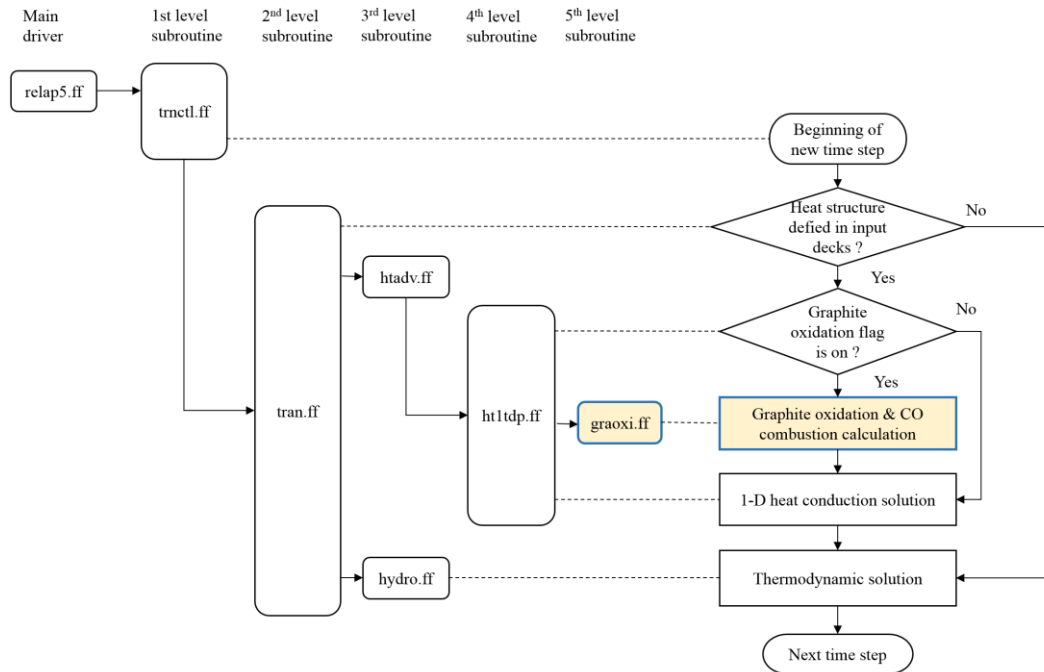 Main
driver
1st level
subroutine
2nd level
subroutine
3rd level
subroutine
4th level
subroutine
5th level
subroutine
relap5.ff
trnctl.ff
Beginning of
new time step
Heat structure
defied in input
decks ?
No
Yes
htadv.ff
Graphite
oxidation flag
is on ?
No
Yes
tran.ff
ht1tdp.ff
graoxi.ff
Graphite oxidation & CO
combustion calculation
1-D heat conduction solution
hydro.ff
Thermodynamic solution
Next time step